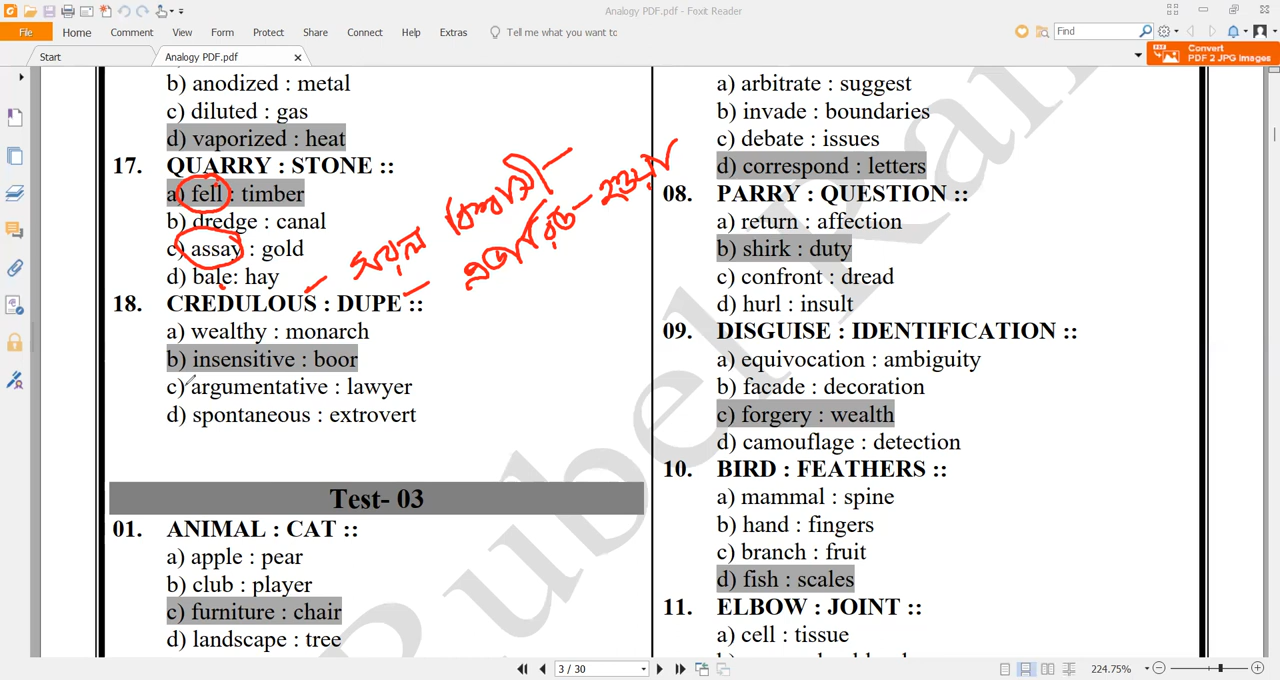 Analogy PDF.pdf - Foxit Reader
File Home Comment View Form Protect Share Connect Help Extras Tell me what you want to Find
Start Analogy PDF.pdf
Convert
PDF 2 JPG images
b) anodized : metal
c) diluted : gas
d) vaporized : heat
17. QUARRY : STONE ::
a) fell : timber
b) dredge : canal
c) assay : gold
d) bale: hay
18. CREDULOUS : DUPE ::
a) wealthy : monarch
b) insensitive : boor
c) argumentative : lawyer
d) spontaneous : extrovert
Test- 03
01. ANIMAL : CAT ::
a) apple : pear
b) club : player
c) furniture : chair
d) landscape : tree
a) arbitrate : suggest
b) invade : boundaries
c) debate : issues
d) correspond : letters
08. PARRY : QUESTION ::
a) return : affection
b) shirk : duty
c) confront : dread
d) hurl : insult
09. DISGUISE : IDENTIFICATION ::
a) equivocation : ambiguity
b) facade : decoration
c) forgery : wealth
d) camouflage : detection
10. BIRD : FEATHERS ::
a) mammal : spine
b) hand : fingers
c) branch : fruit
d) fish : scales
11. ELBOW : JOINT ::
a) cell : tissue
সরল বিশ্বাসী
3 / 30
224.75%